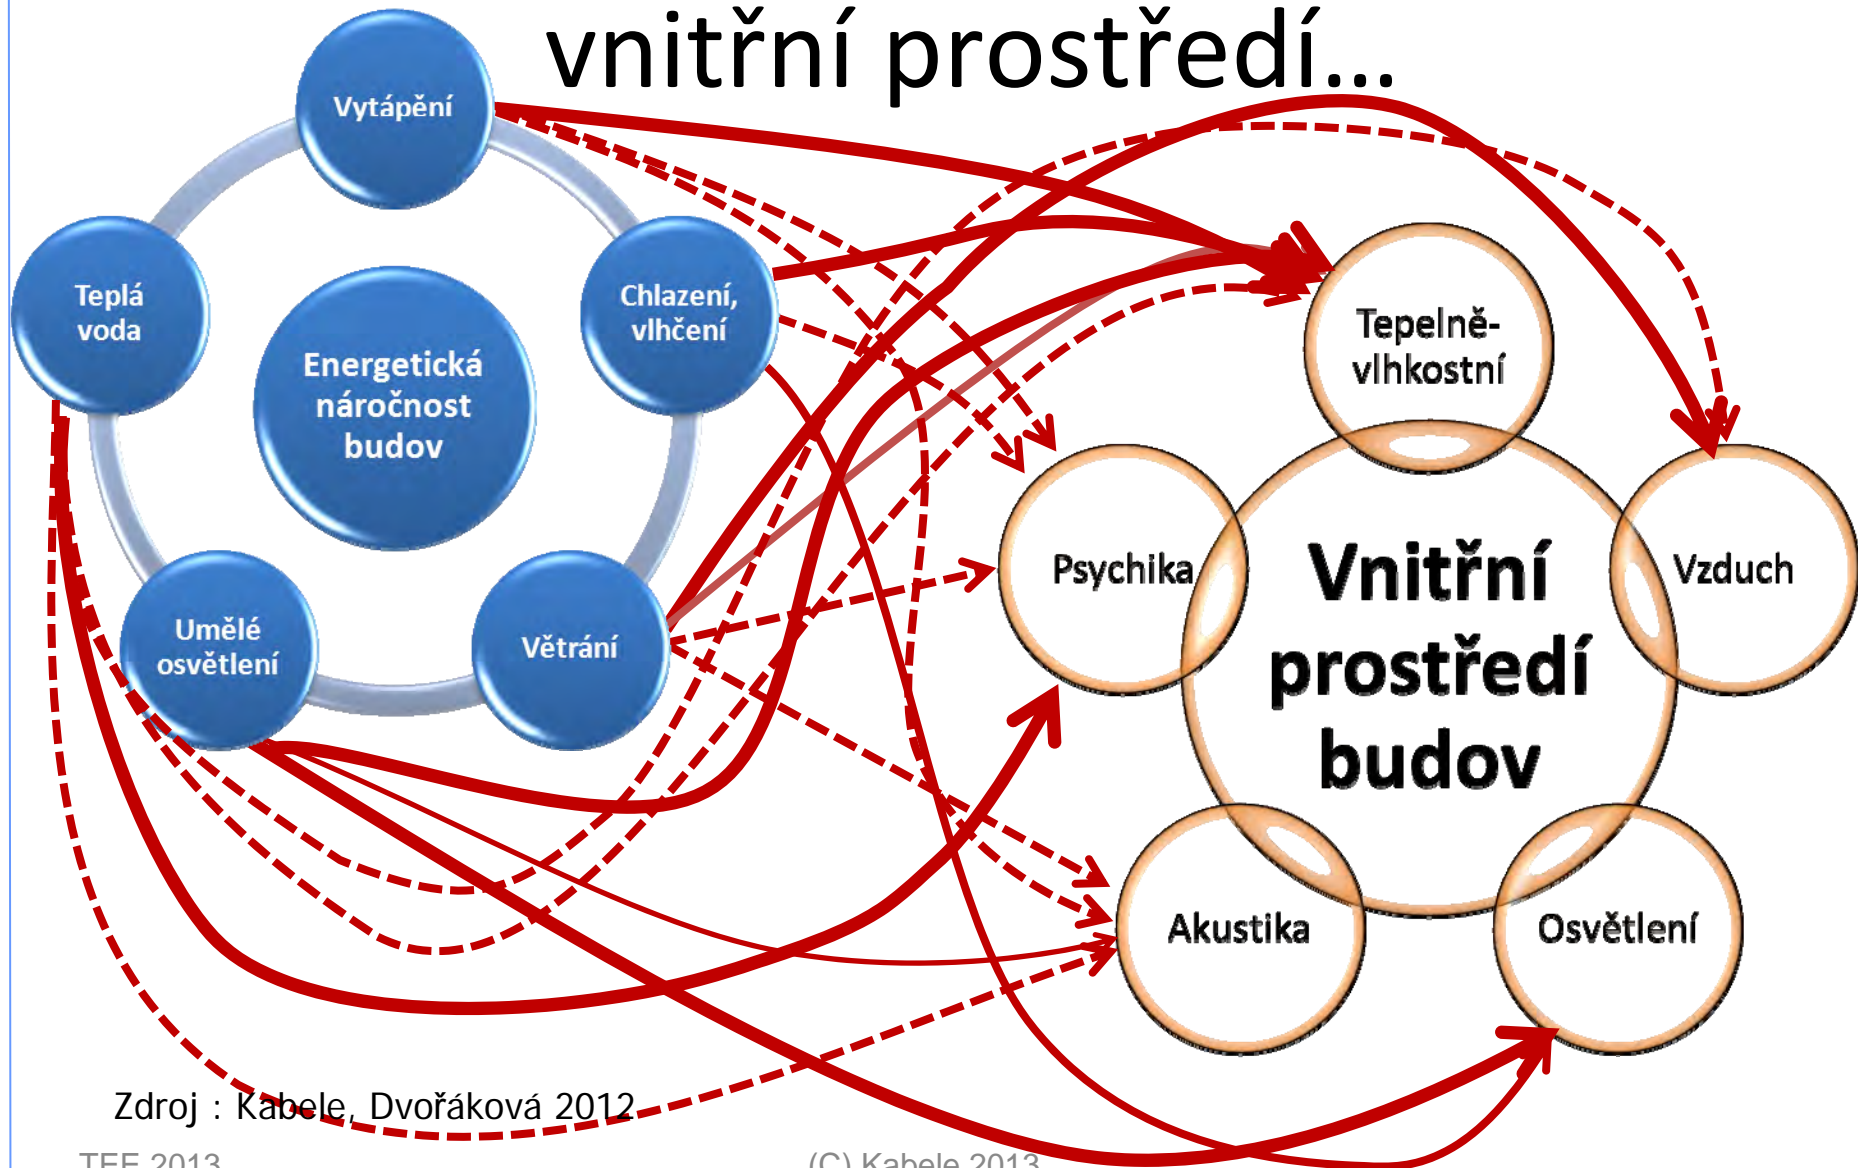 vnitřní prostředí...
Vytápění
Teplá
voda
Chlazení,
vlhčení
Energetická
náročnost
budov
Umělé
osvětlení
Větrání
Tepelně-
vlhkostní
Psychika
Vnitřní
prostředí
budov
Vzduch
Akustika
Osvětlení
Zdroj : Kabele, Dvořáková 2012
TEE 2013
(C) Kabele 2013